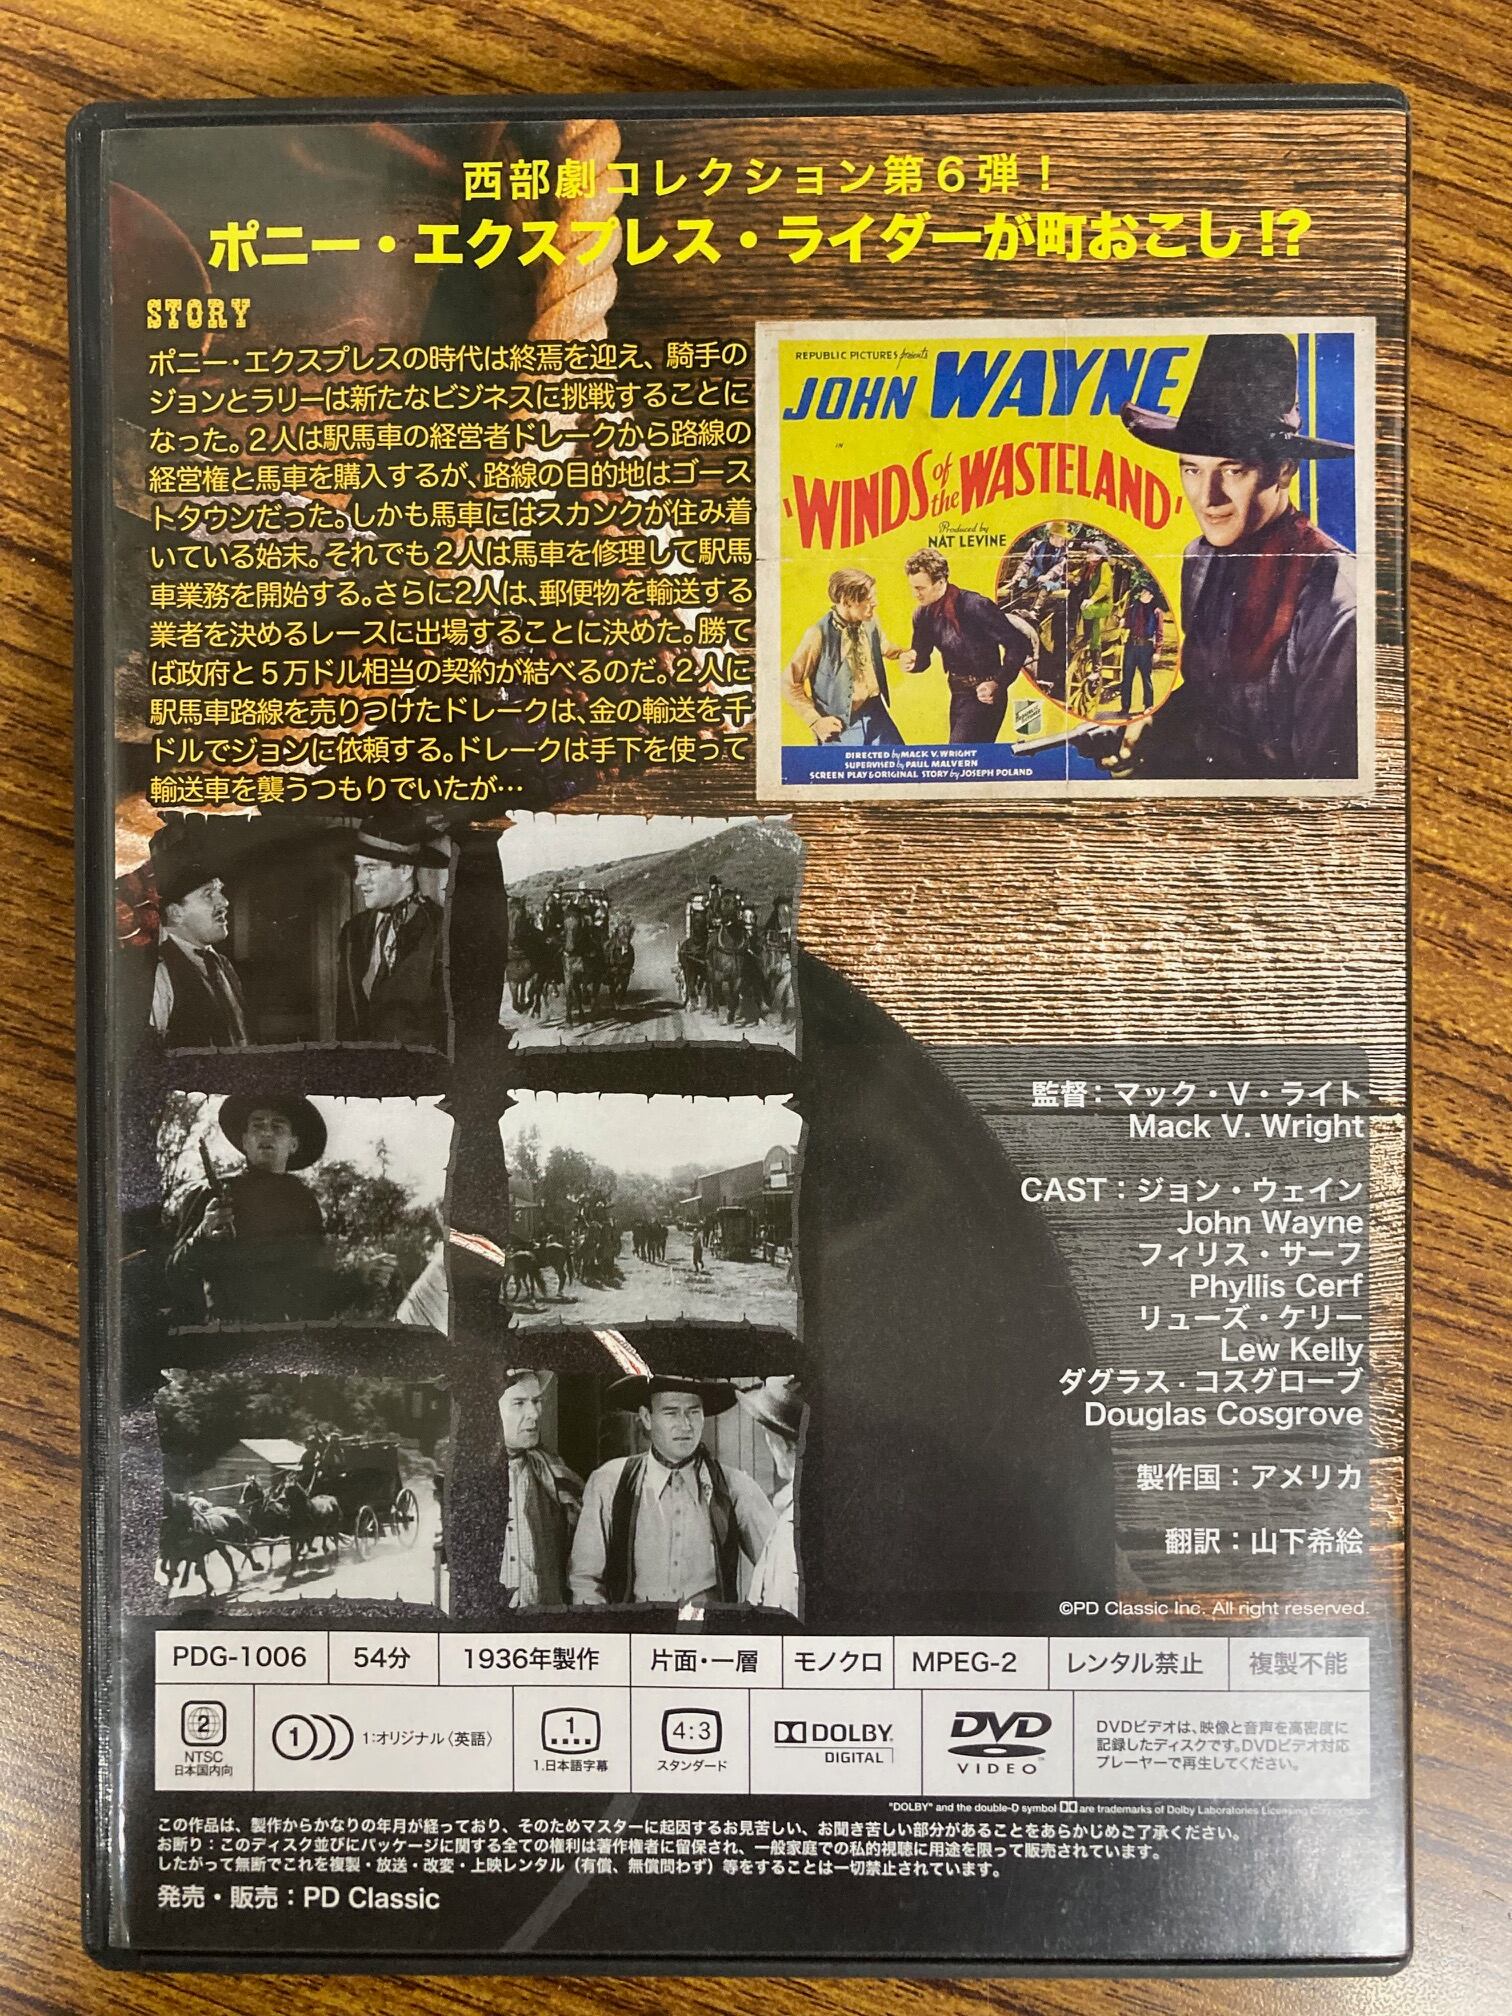 西部劇コレクション第6弾！
ポニー・エクスプレス・ライダーが町おこし!?
STORY
ポニー・エクスプレスの時代は終焉を迎え、騎手の
ジョンとラリーは新たなビジネスに挑戦することに
なった。2人は駅馬車の経営者ドレークから路線の
経営権と馬車を購入するが、路線の目的地はゴース
トタウンだった。しかも馬車にはスカンクが住み着
いている始末。それでも2人は馬車を修理して駅馬
車業務を開始する。さらに2人は、郵便物を輸送する
業者を決めるレースに出場することに決めた。勝て
ば政府と5万ドル相当の契約が結べるのだ。2人に
駅馬車路線を売りつけたドレークは、金の輸送を千
ドルでジョンに依頼する。ドレークは手下を使って
輸送車を襲うつもりでいたが…
REPUBLIC PICTURES presents
JOHN WAYNE
IN
'WINDS of the WASTELAND'
Produced by
NAT LEVINE
DIRECTED by MACK V. WRIGHT
SUPERVISED by PAUL MALVERN
SCREEN PLAY & ORIGINAL STORY by JOSEPH POLAND
監督：マック・V・ライト
Mack V. Wright
CAST：ジョン・ウェイン
John Wayne
フィリス・サーフ
Phyllis Cerf
リューズ・ケリー
Lew Kelly
ダグラス・コスグローブ
Douglas Cosgrove
製作国：アメリカ
翻訳：山下希絵
©PD Classic Inc. All right reserved.
PDG-1006 54分 1936年製作 片面・一層 モノクロ MPEG-2 レンタル禁止 複製不能
2
NTSC
日本国内向
1 1:オリジナル〈英語〉
1
1.日本語字幕
4:3
スタンダード
DOLBY
DIGITAL
DVD
VIDEO™
DVDビデオは、映像と音声を高密度に
記録したディスクです。DVDビデオ対応
プレーヤーで再生してください。
"DOLBY" and the double-D symbol are trademarks of Dolby Laboratories Licensing Corporation.
この作品は、製作からかなりの年月が経っており、そのためマスターに起因するお見苦しい、お聞き苦しい部分があることをあらかじめご了承ください。
お断り：このディスク並びにパッケージに関する全ての権利は著作権者に留保され、一般家庭での私的視聴に用途を限って販売されています。
したがって無断でこれを複製・放送・改変・上映レンタル（有償、無償問わず）等をすることは一切禁止されています。
発売・販売：PD Classic